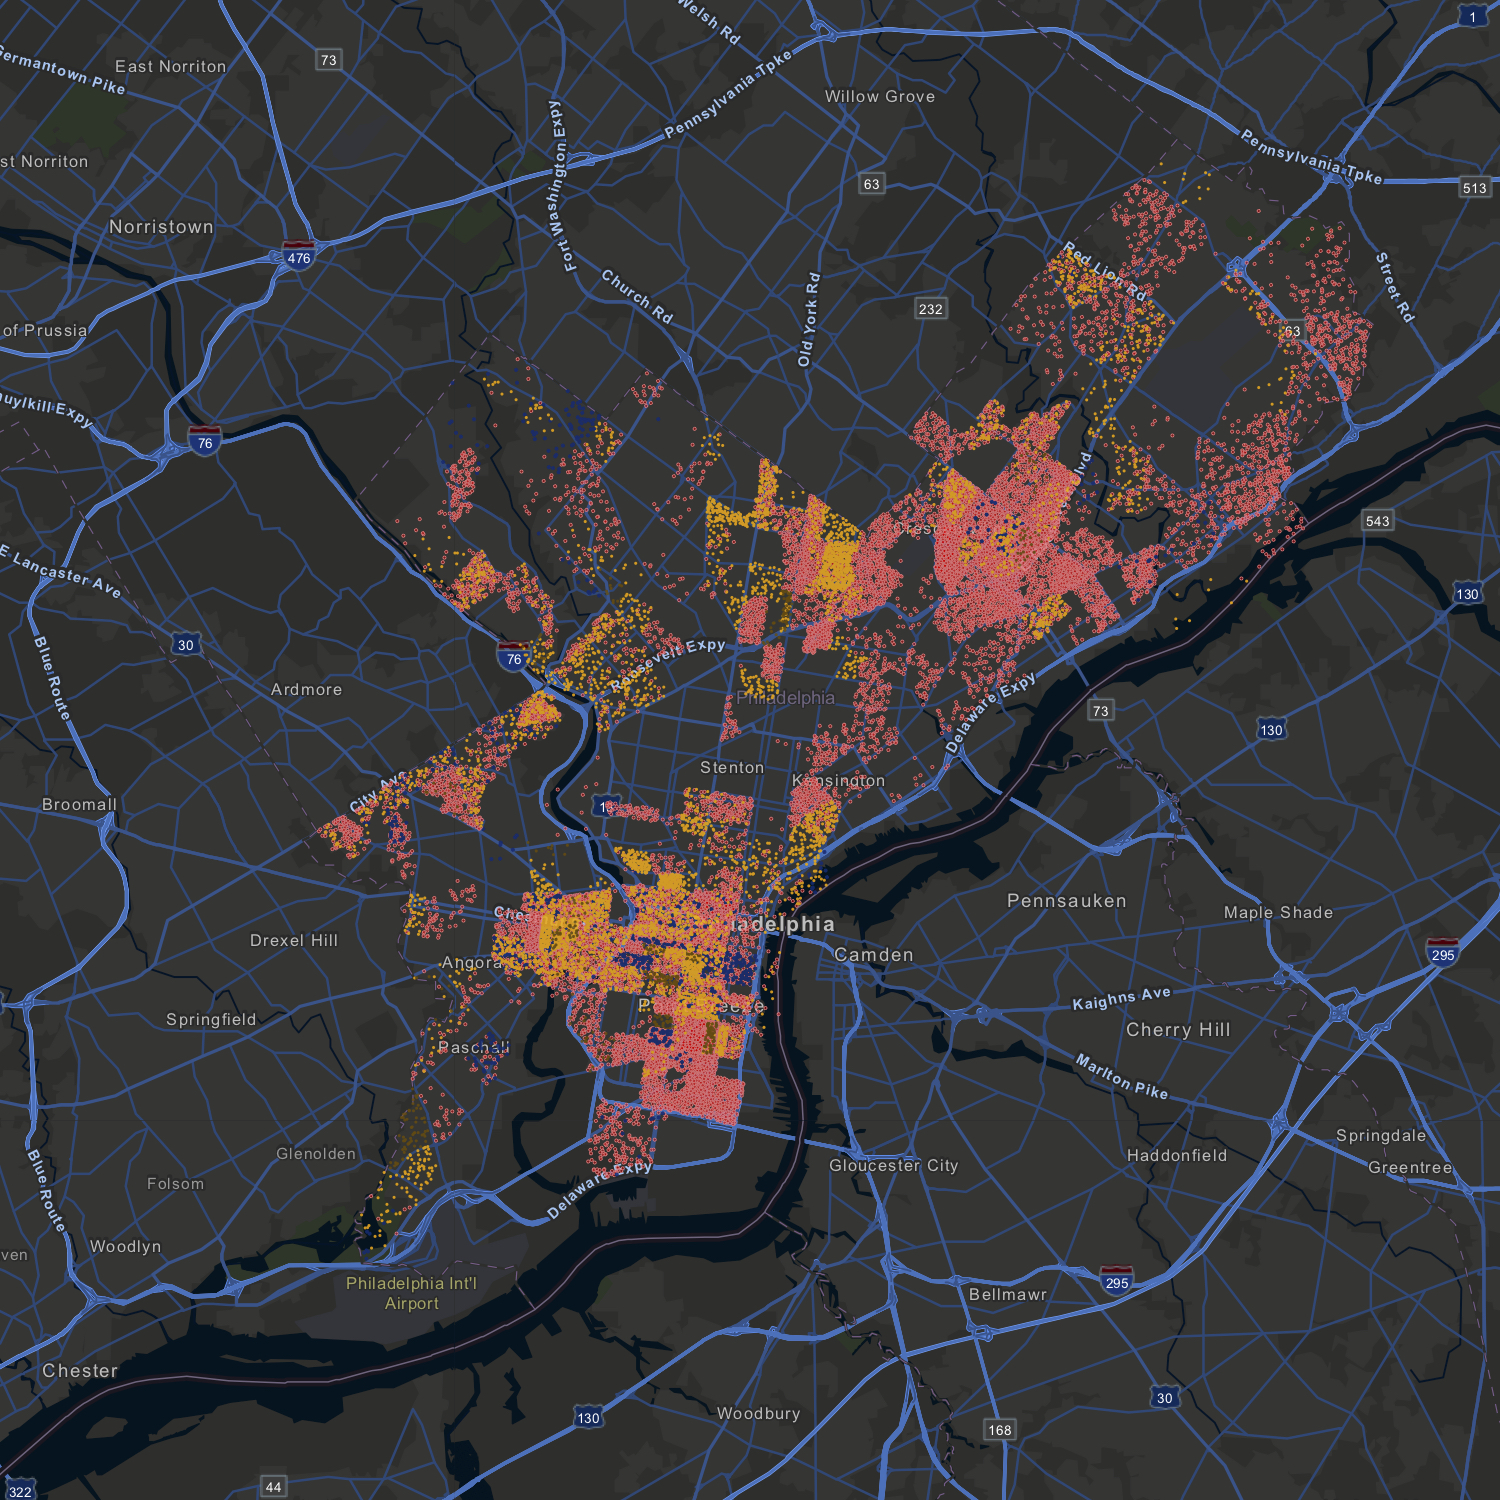 Welsh Rd
1
Germantown Pike
East Norriton
73
Pennsylvania Tpke
Willow Grove
Fort Washington Expy
Pennsylvania Tpke
st Norriton
63
513
Norristown
476
Red Lion Rd
Street Rd
Church Rd
Old York Rd
232
of Prussia
63
uylkill Expy
76
lvd
543
Cresc
E Lancaster Ave
130
30
76
Roosevelt Expy
Blue Route
Ardmore
Philadelphia
73
130
Delaware Expy
Stenton
Kensington
City Ave
Broomall
13
Pennsauken
Maple Shade
Ches
ladelphia
Drexel Hill
Camden
295
Angora
Kaighns Ave
P
eeze
Springfield
Cherry Hill
Paschall
Marlton Pike
Springdale
Glenolden
Haddonfield
Gloucester City
Greentree
Folsom
Blue Route
Delaware Expy
Woodlyn
ven
Philadelphia Int'l
Airport
295
Bellmawr
Chester
30
130
Woodbury
168
44
322